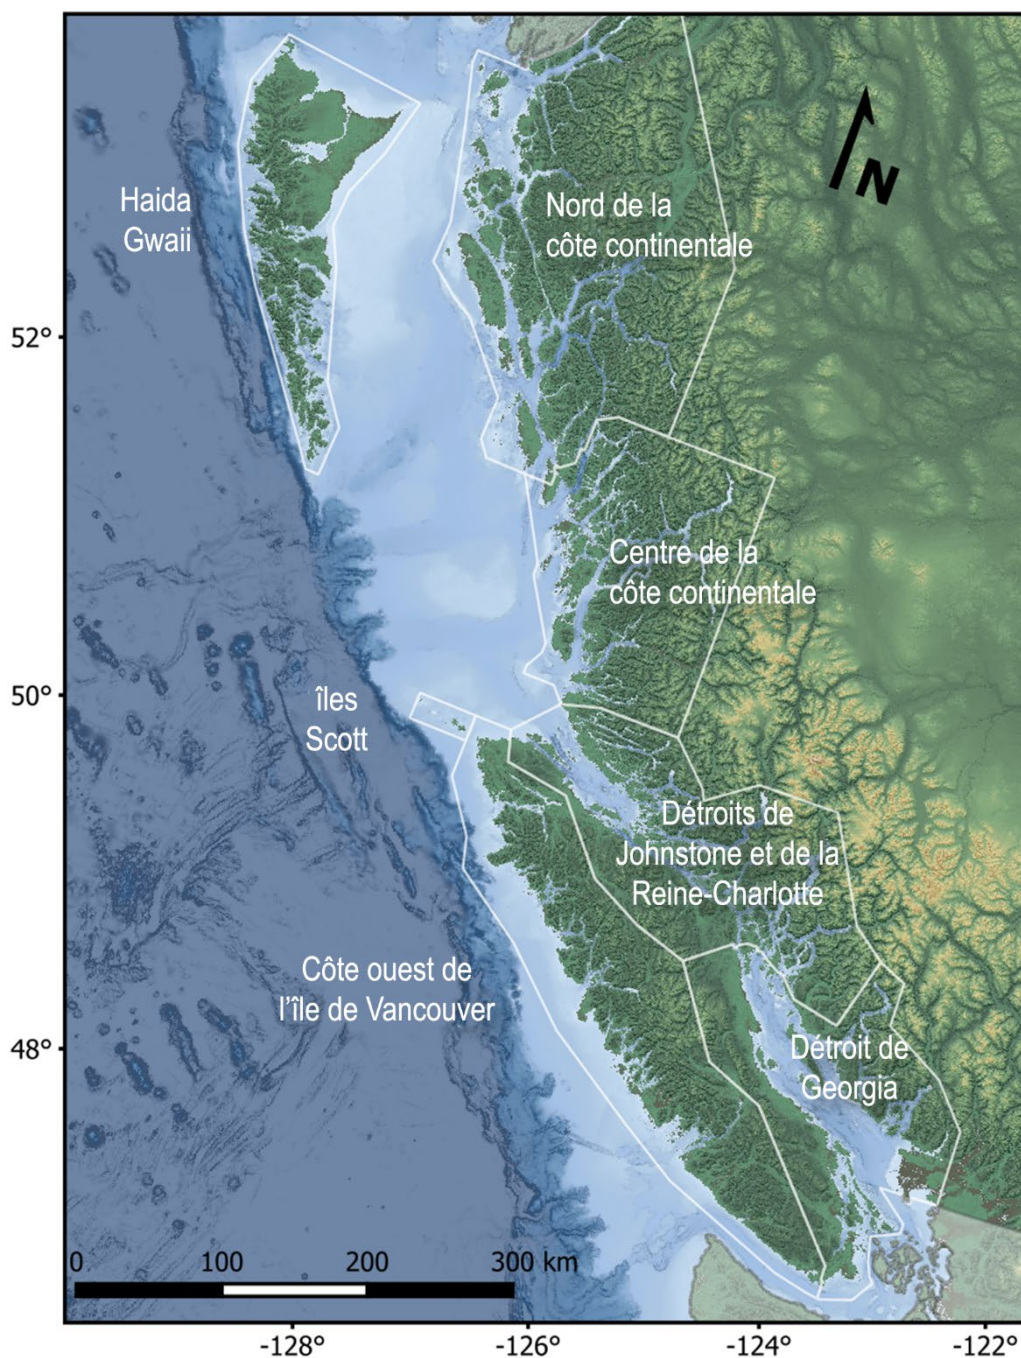 Haida
Gwaii
Nord de la
côte continentale
N
52°
Centre de la
côte continentale
50°
îles
Scott
Détroits de
Johnstone et de la
Reine-Charlotte
Côte ouest de
l'île de Vancouver
48°
Détroit de
Georgia
0 100 200 300 km
-128° -126° -124° -122°